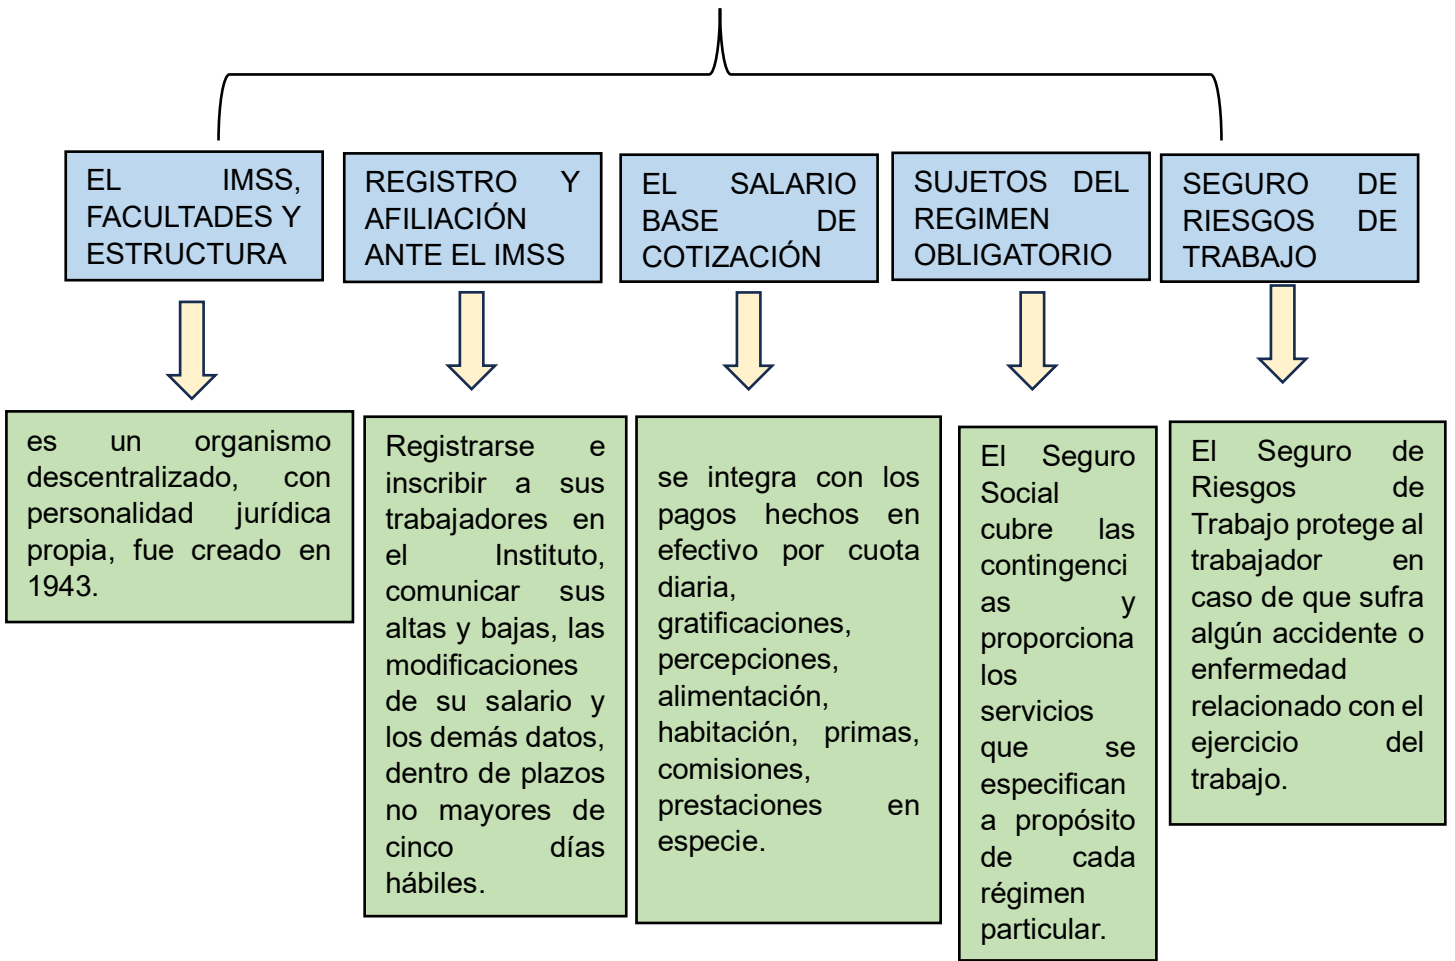 EL IMSS,
FACULTADES Y
ESTRUCTURA
REGISTRO Y
AFILIACIÓN
ANTE EL IMSS
EL SALARIO
BASE DE
COTIZACIÓN
SUJETOS DEL
REGIMEN
OBLIGATORIO
SEGURO DE
RIESGOS DE
TRABAJO
es un organismo
descentralizado, con
personalidad jurídica
propia, fue creado en
1943.
Registrarse e
inscribir a sus
trabajadores en
el Instituto,
comunicar sus
altas y bajas, las
modificaciones
de su salario y
los demás datos,
dentro de plazos
no mayores de
cinco días
hábiles.
se integra con los
pagos hechos en
efectivo por cuota
diaria,
gratificaciones,
percepciones,
alimentación,
habitación, primas,
comisiones,
prestaciones en
especie.
El Seguro
Social
cubre las
contingenci
as y
proporciona
los
servicios
que se
especifican
a propósito
de cada
régimen
particular.
El Seguro de
Riesgos de
Trabajo protege al
trabajador en
caso de que sufra
algún accidente o
enfermedad
relacionado con el
ejercicio del
trabajo.